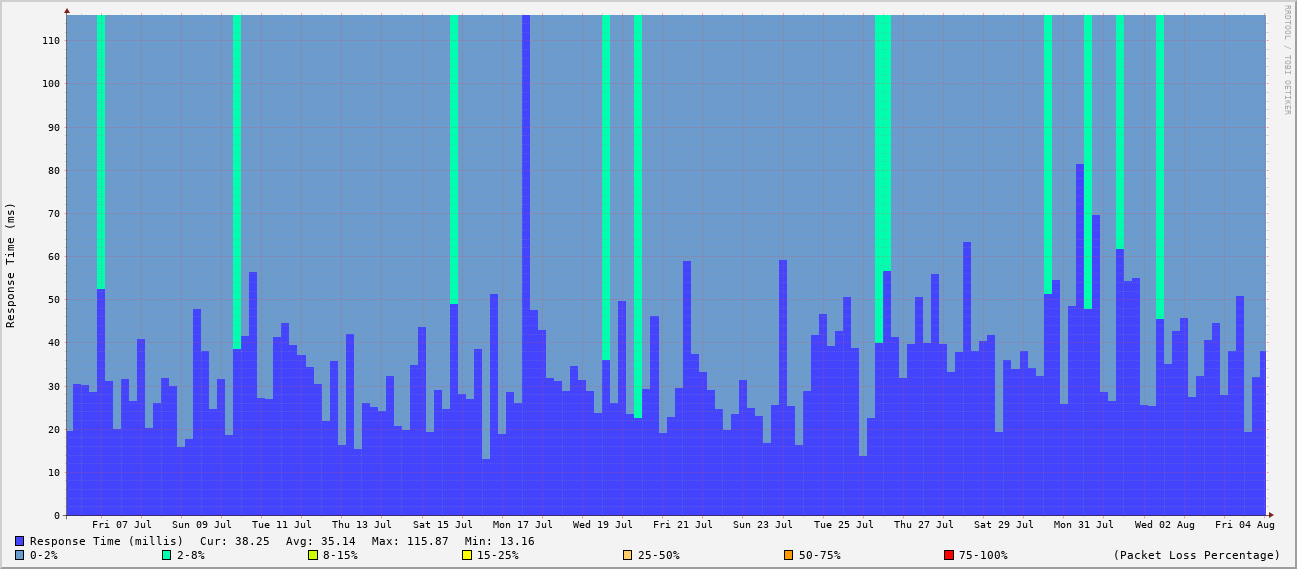 RRDTOOL / TOBI OETIKER
Response Time (ms)
110
100
90
80
70
60
50
40
30
20
10
0
Fri 07 Jul Sun 09 Jul Tue 11 Jul Thu 13 Jul Sat 15 Jul Mon 17 Jul Wed 19 Jul Fri 21 Jul Sun 23 Jul Tue 25 Jul Thu 27 Jul Sat 29 Jul Mon 31 Jul Wed 02 Aug Fri 04 Aug
Response Time (millis) Cur: 38.25 Avg: 35.14 Max: 115.87 Min: 13.16
0-2% 2-8% 8-15% 15-25% 25-50% 50-75% 75-100% (Packet Loss Percentage)